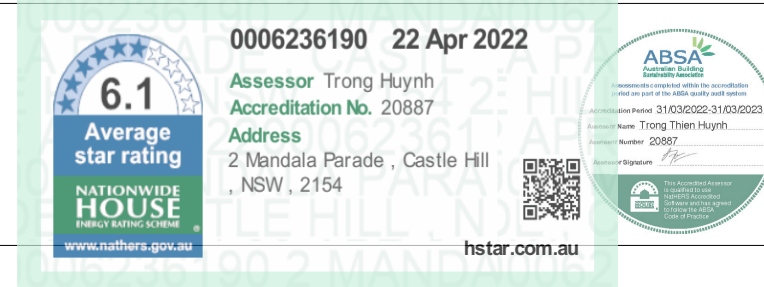 0006236190 22 Apr 2022
6.1
Average
star rating
NATIONWIDE
HOUSE
ENERGY RATING SCHEME
www.nathers.gov.au
Assessor Trong Huynh
Accreditation No. 20887
Address
2 Mandala Parade , Castle Hill
, NSW , 2154
hstar.com.au
ABSA
Australian Building
Sustainability Association
Assessments completed within the accreditation
period are part of the ABSA quality audit system
Accreditation Period 31/03/2022-31/03/2023
Assessor Name Trong Thien Huynh
Assessor Number 20887
Assessor Signature
HOUSE
This Accredited Assessor
is qualified to use
NatHERS Accredited
Software and has agreed
to follow the ABSA
Code of Practice